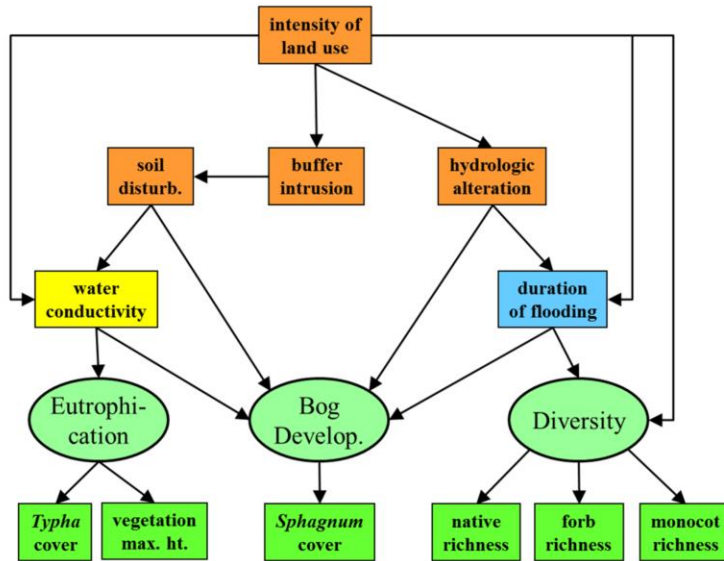 intensity of
land use
soil
disturb.
buffer
intrusion
hydrologic
alteration
water
conductivity
duration
of flooding
Eutrophi-
cation
Bog
Develop.
Diversity
Typha
cover
vegetation
max. ht.
Sphagnum
cover
native
richness
forb
richness
monocot
richness